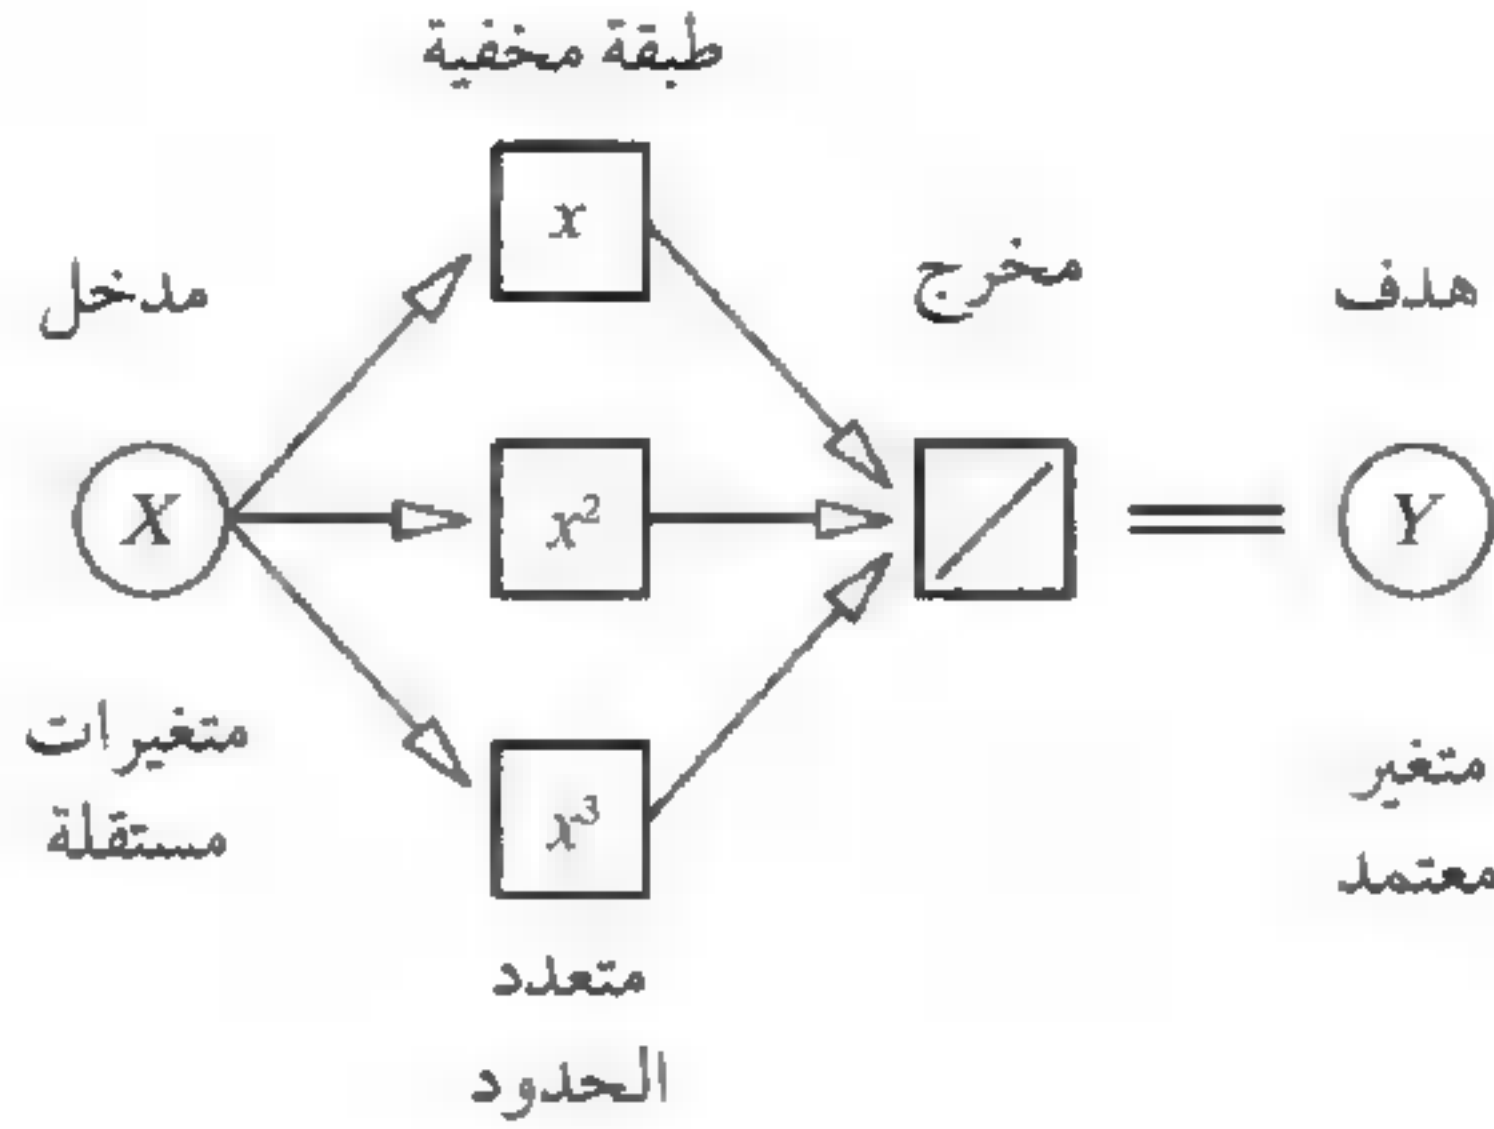 طبقة مخفية
x
مدخل
مخرج
هدف
X
x²
Y
متغيرات
مستقلة
x³
متغير
معتمد
متعدد
الحدود